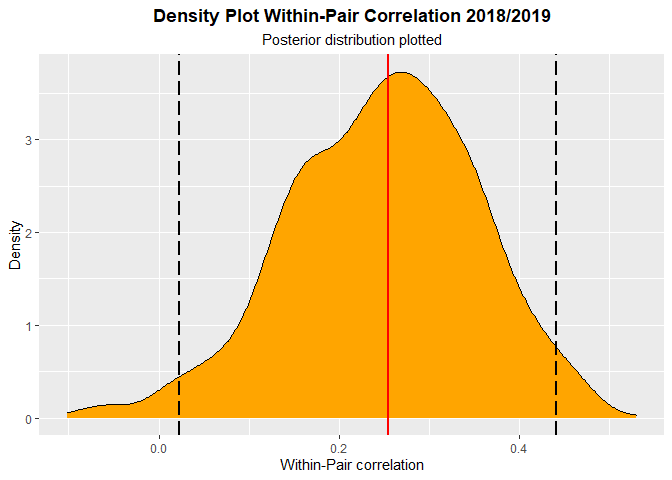 Density Plot Within-Pair Correlation 2018/2019
Posterior distribution plotted
Density
3
2
1
0
0.0 0.2 0.4
Within-Pair correlation